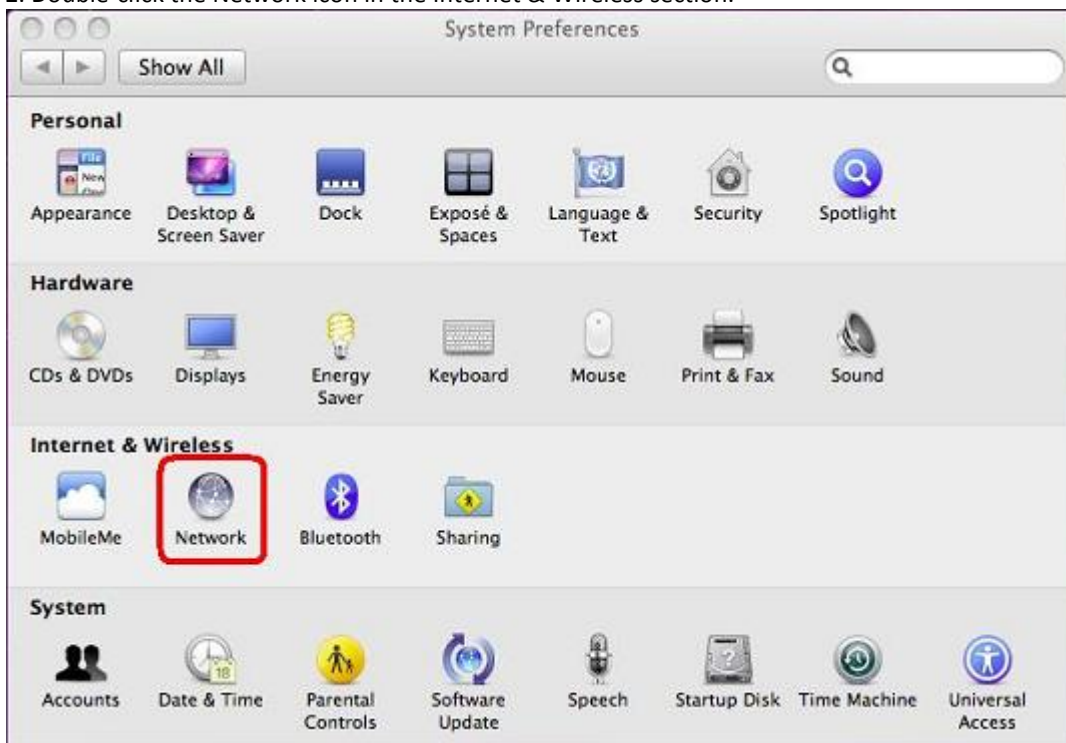 2. Double-click the Network icon in the Internet & Wireless section.
System Preferences
Show All
Personal
File
New
Appearance
Desktop &
Screen Saver
Dock
Exposé &
Spaces
Language &
Text
Security
Spotlight
Hardware
CDs & DVDs
Displays
Energy
Saver
Keyboard
Mouse
Print & Fax
Sound
Internet & Wireless
MobileMe
Network
Bluetooth
Sharing
System
Accounts
18
Date & Time
Parental
Controls
Software
Update
Speech
?
Startup Disk
Time Machine
Universal
Access